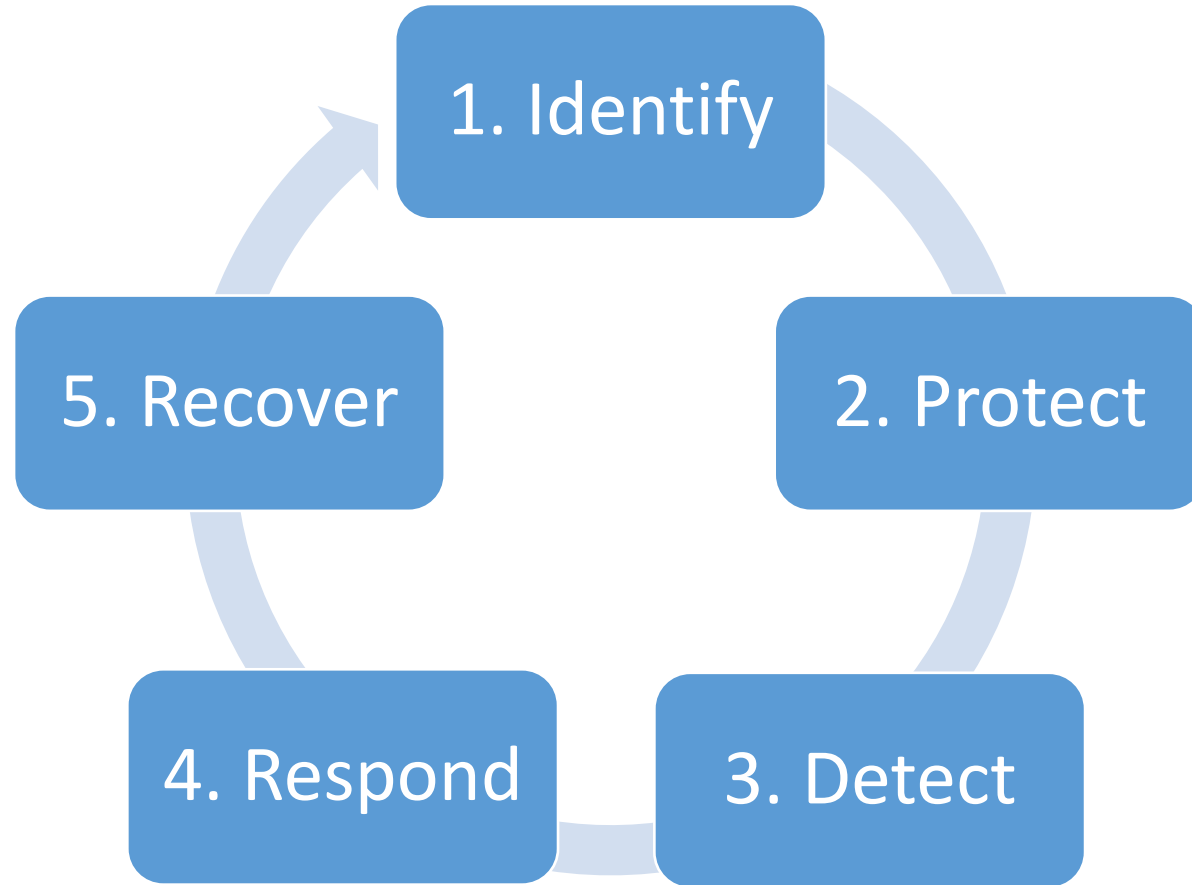 1. Identify
2. Protect
3. Detect
4. Respond
5. Recover